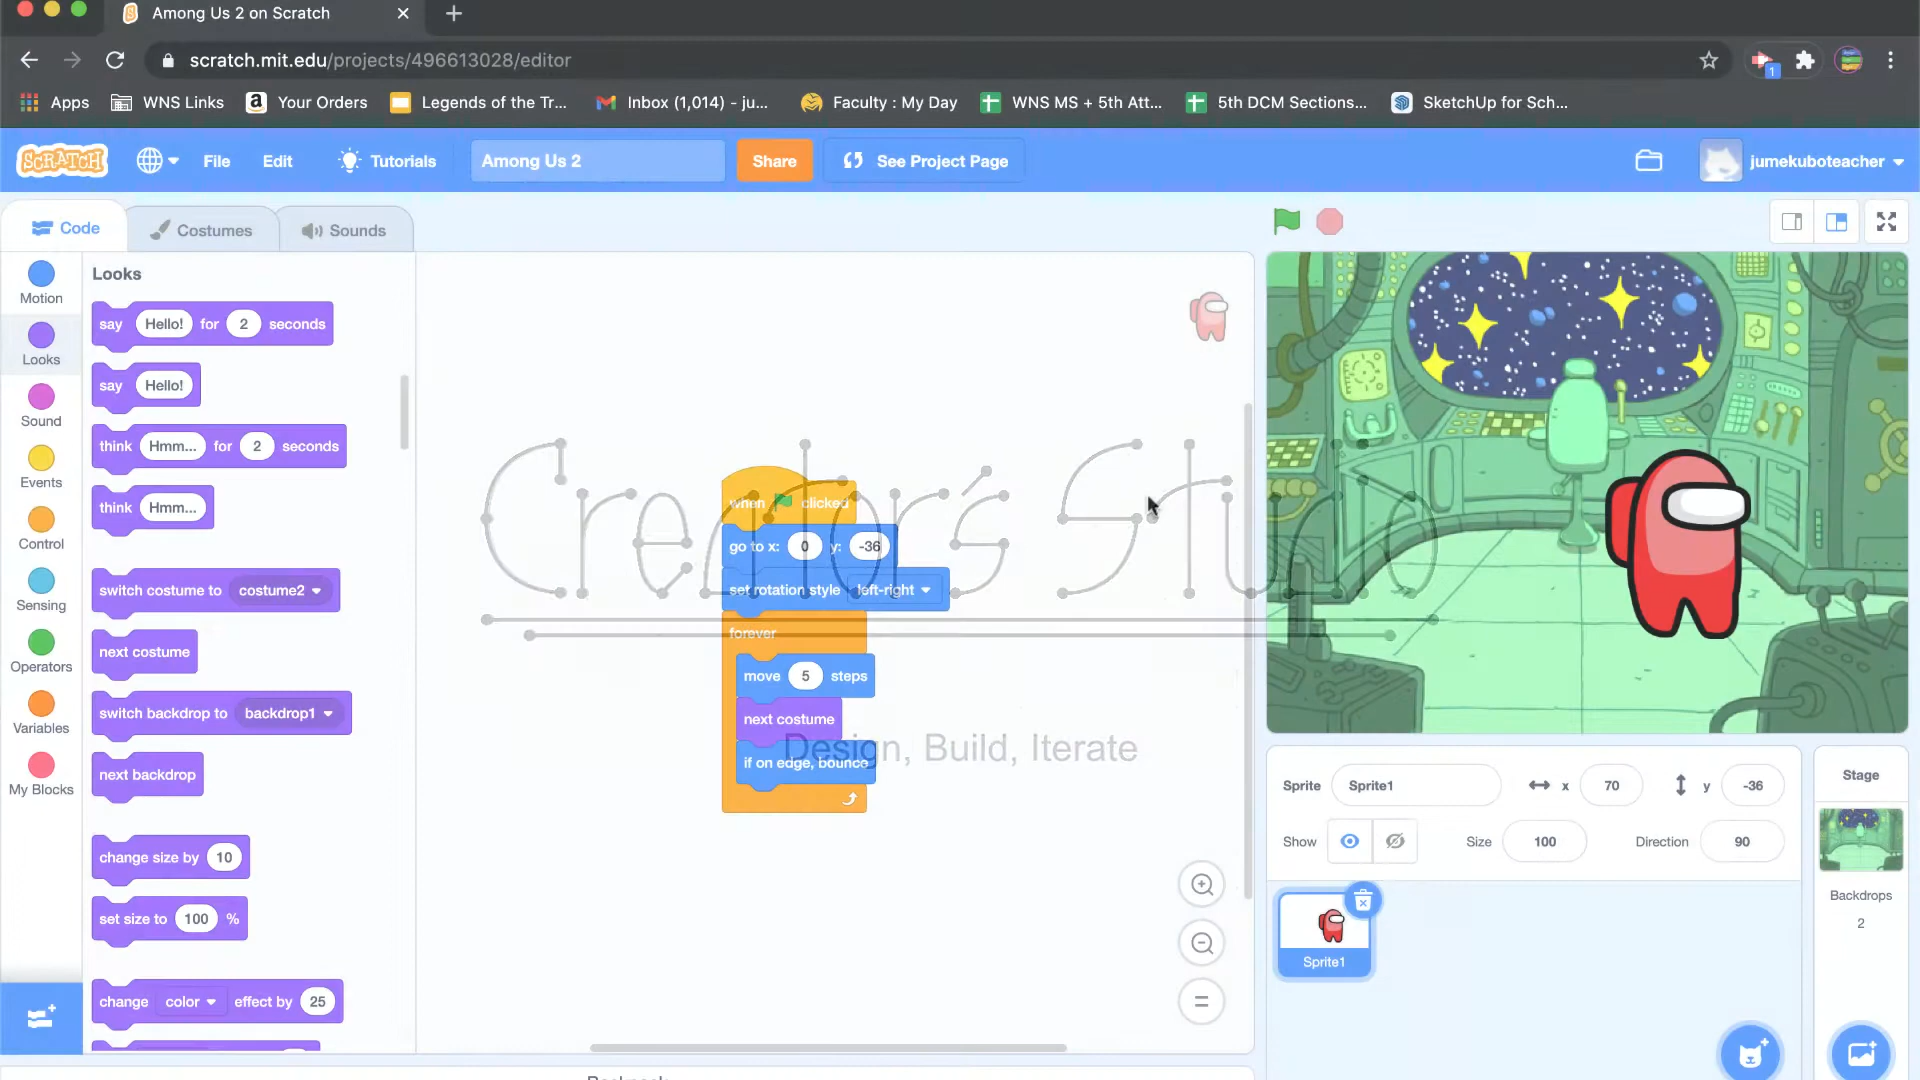 Among Us 2 on Scratch
scratch.mit.edu/projects/496613028/editor
1
Apps WNS Links Your Orders Legends of the Tr... Inbox (1,014) - ju... Faculty : My Day WNS MS + 5th Att... 5th DCM Sections... SketchUp for Sch...
SCRATCH File Edit Tutorials Among Us 2 Share See Project Page jumekuboteacher
Code Costumes Sounds
Motion
Looks
Sound
Events
Control
Sensing
Operators
Variables
My Blocks
Looks
say Hello! for 2 seconds
say Hello!
think Hmm... for 2 seconds
think Hmm...
switch costume to costume2
next costume
switch backdrop to backdrop1
next backdrop
change size by 10
set size to 100 %
change color effect by 25
Creator's Studio
Design, Build, Iterate
when clicked
go to x: 0 y: -36
set rotation style left-right
forever
move 5 steps
next costume
if on edge, bounce
Sprite Sprite1 x 70 y -36
Show Size 100 Direction 90
Sprite1
Stage
Backdrops
2